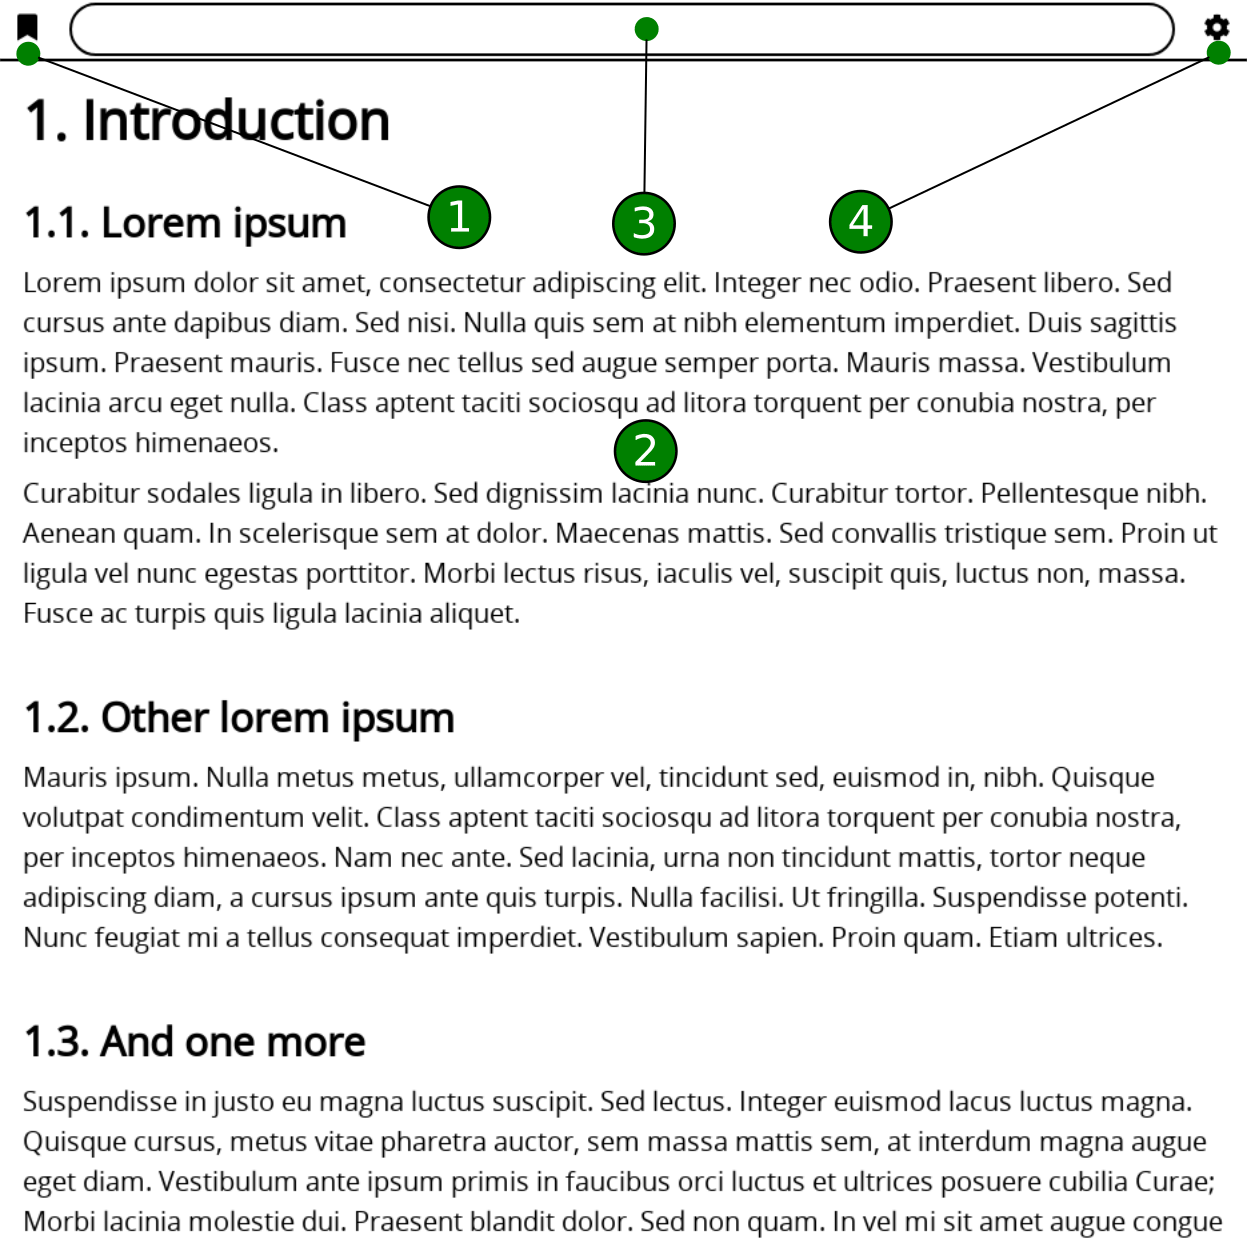 1. Introduction
1.1. Lorem ipsum
1
3
4
Lorem ipsum dolor sit amet, consectetur adipiscing elit. Integer nec odio. Praesent libero. Sed
cursus ante dapibus diam. Sed nisi. Nulla quis sem at nibh elementum imperdiet. Duis sagittis
ipsum. Praesent mauris. Fusce nec tellus sed augue semper porta. Mauris massa. Vestibulum
lacinia arcu eget nulla. Class aptent taciti sociosqu ad litora torquent per conubia nostra, per
inceptos himenaeos.
2
Curabitur sodales ligula in libero. Sed dignissim lacinia nunc. Curabitur tortor. Pellentesque nibh.
Aenean quam. In scelerisque sem at dolor. Maecenas mattis. Sed convallis tristique sem. Proin ut
ligula vel nunc egestas porttitor. Morbi lectus risus, iaculis vel, suscipit quis, luctus non, massa.
Fusce ac turpis quis ligula lacinia aliquet.
1.2. Other lorem ipsum
Mauris ipsum. Nulla metus metus, ullamcorper vel, tincidunt sed, euismod in, nibh. Quisque
volutpat condimentum velit. Class aptent taciti sociosqu ad litora torquent per conubia nostra,
per inceptos himenaeos. Nam nec ante. Sed lacinia, urna non tincidunt mattis, tortor neque
adipiscing diam, a cursus ipsum ante quis turpis. Nulla facilisi. Ut fringilla. Suspendisse potenti.
Nunc feugiat mi a tellus consequat imperdiet. Vestibulum sapien. Proin quam. Etiam ultrices.
1.3. And one more
Suspendisse in justo eu magna luctus suscipit. Sed lectus. Integer euismod lacus luctus magna.
Quisque cursus, metus vitae pharetra auctor, sem massa mattis sem, at interdum magna augue
eget diam. Vestibulum ante ipsum primis in faucibus orci luctus et ultrices posuere cubilia Curae;
Morbi lacinia molestie dui. Praesent blandit dolor. Sed non quam. In vel mi sit amet augue congue